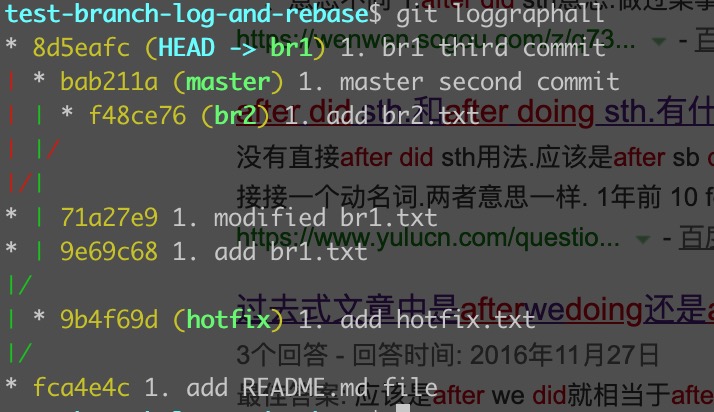 test-branch-log-and-rebase$ git loggraphall
* 8d5eafc (HEAD -> br1) 1. br1 third commit
| * bab211a (master) 1. master second commit
| | * f48ce76 (br2) 1. add br2.txt
| |/
|/|
* | 71a27e9 1. modified br1.txt
* | 9e69c68 1. add br1.txt
|/
| * 9b4f69d (hotfix) 1. add hotfix.txt
|/
* fca4e4c 1. add README.md file
https://wenwen.sogou.com/z/q73...
after did sth.和after doing sth.有什
没有直接after did sth用法.应该是after sb
接接一个动名词.两者意思一样. 1年前 10
https://www.yulucn.com/questio...
过去式文章中是afterwedoing还是
3个回答 - 回答时间: 2016年11月27日
最佳答案: 应该是after we did就相当于